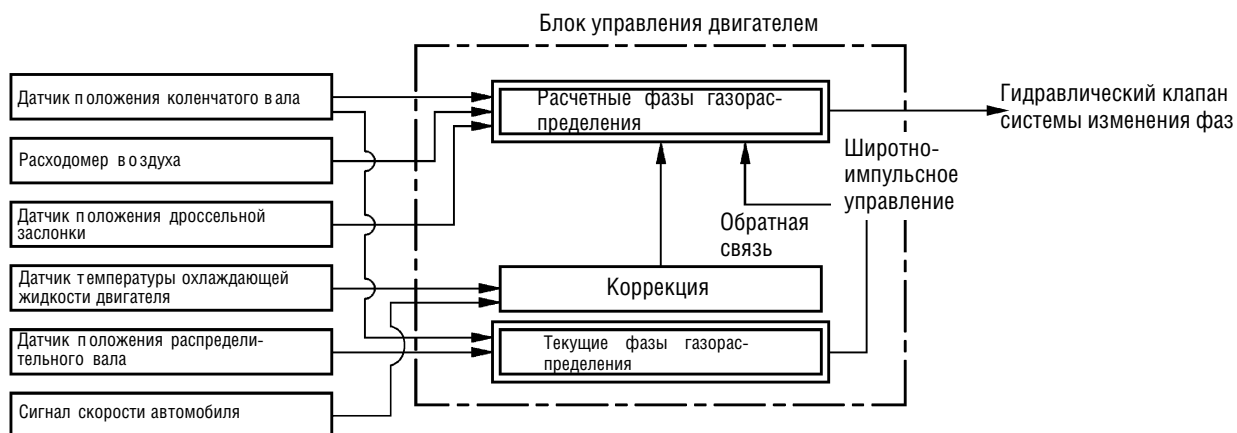 Блок управления двигателем
Датчик положения коленчатого вала
Расходомер воздуха
Датчик положения дроссельной
заслонки
Датчик температуры охлаждающей
жидкости двигателя
Датчик положения распредели-
тельного вала
Сигнал скорости автомобиля
Расчетные фазы газорас-
пределения
Обратная
связь
Широтно-
импульсное
управление
Коррекция
Текущие фазы газорас-
пределения
Гидравлический клапан
системы изменения фаз